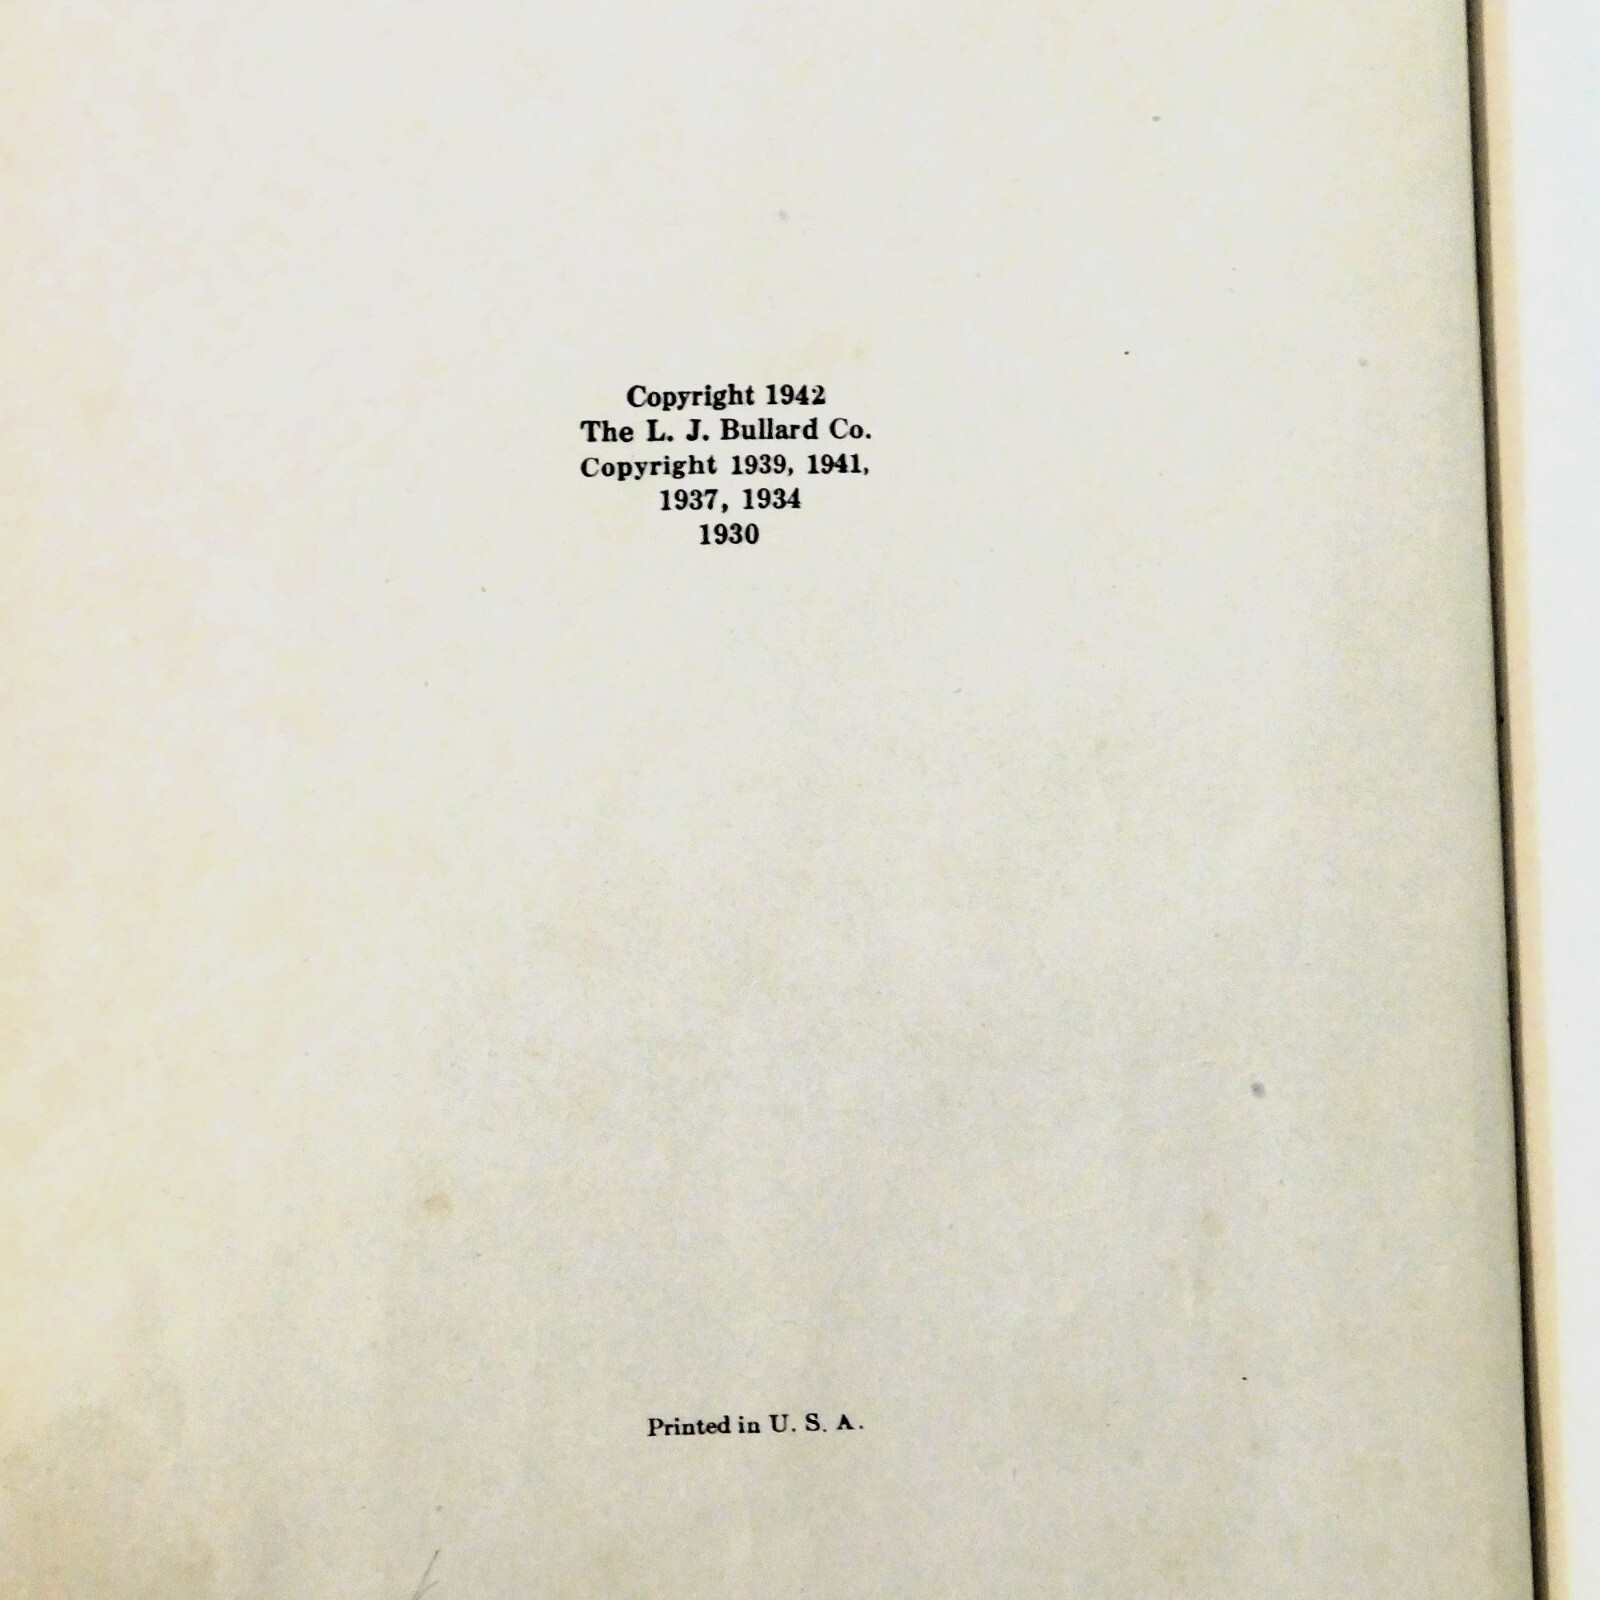 Copyright 1942
The L. J. Bullard Co.
Copyright 1939, 1941,
1937, 1934
1930
Printed in U. S. A.